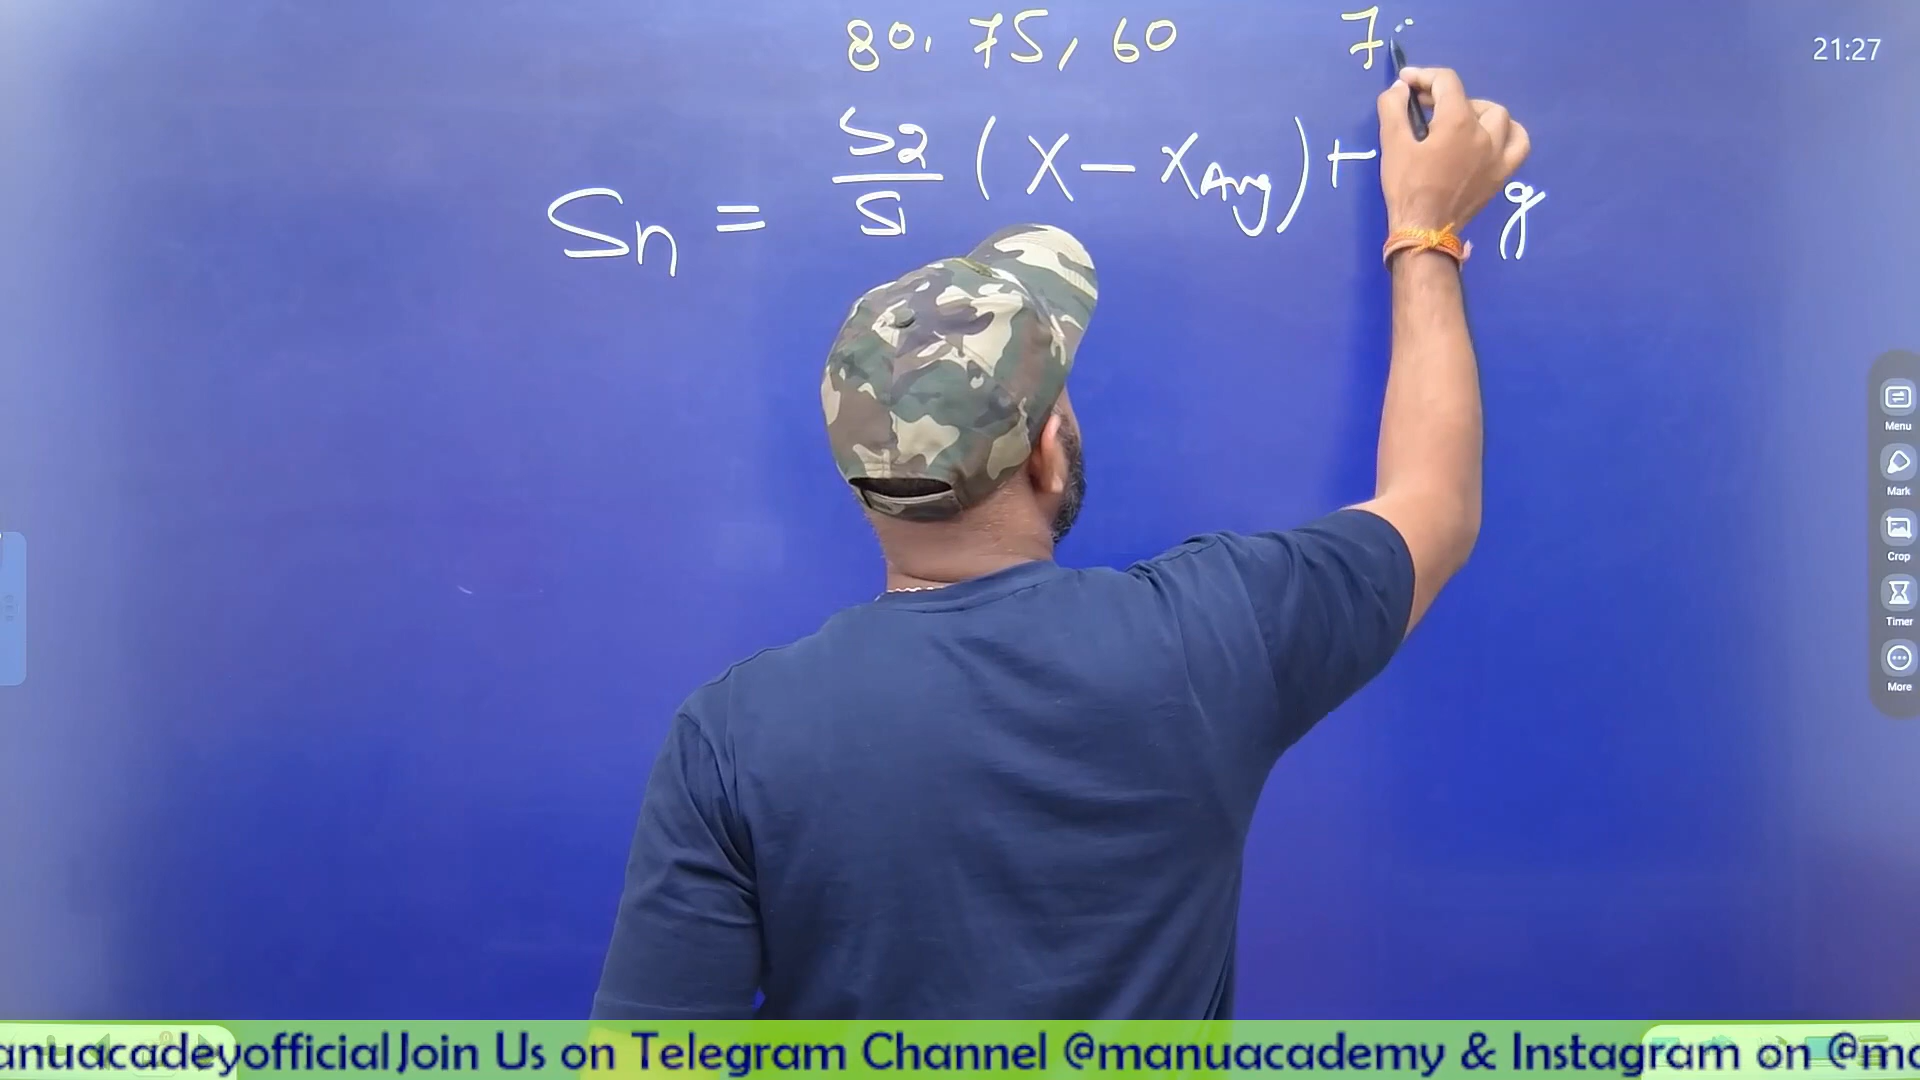 80, 75, 60 7
21:27
Sn = S2/S1 (X - XAvg) + g
Menu
Mark
Crop
Timer
More
anuacadeyofficial Join Us on Telegram Channel @manuacademy & Instagram on @ma